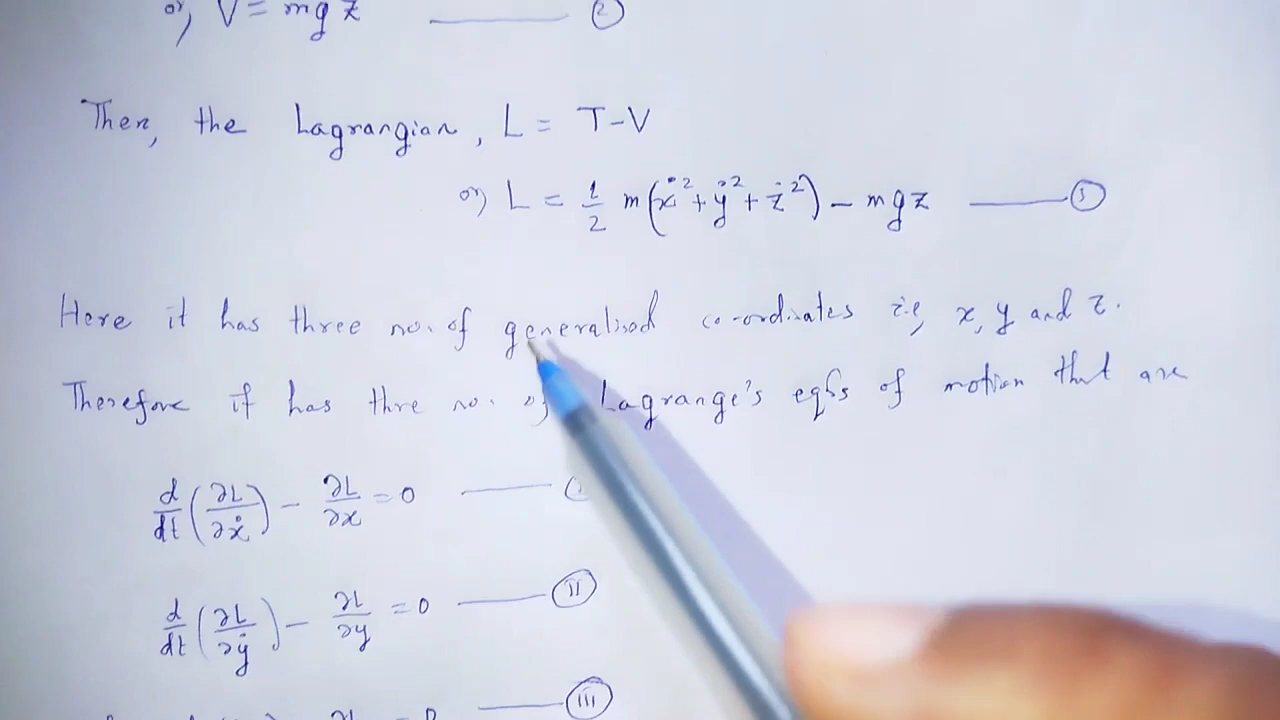 or, V = mgz ——— (2)
Then, the Lagrangian, L = T-V
or, L = 1/2 m(ẋ² + ẏ² + ż²) - mgz ——— (3)
Here it has three no. of generalised co-ordinates i.e, x, y and z.
Therefore it has thre no. of Lagrange's eqns of motion that are
d/dt (∂L/∂ẋ) - ∂L/∂x = 0 ———
d/dt (∂L/∂ẏ) - ∂L/∂y = 0 ——— (II)
= 0 ——— (III)